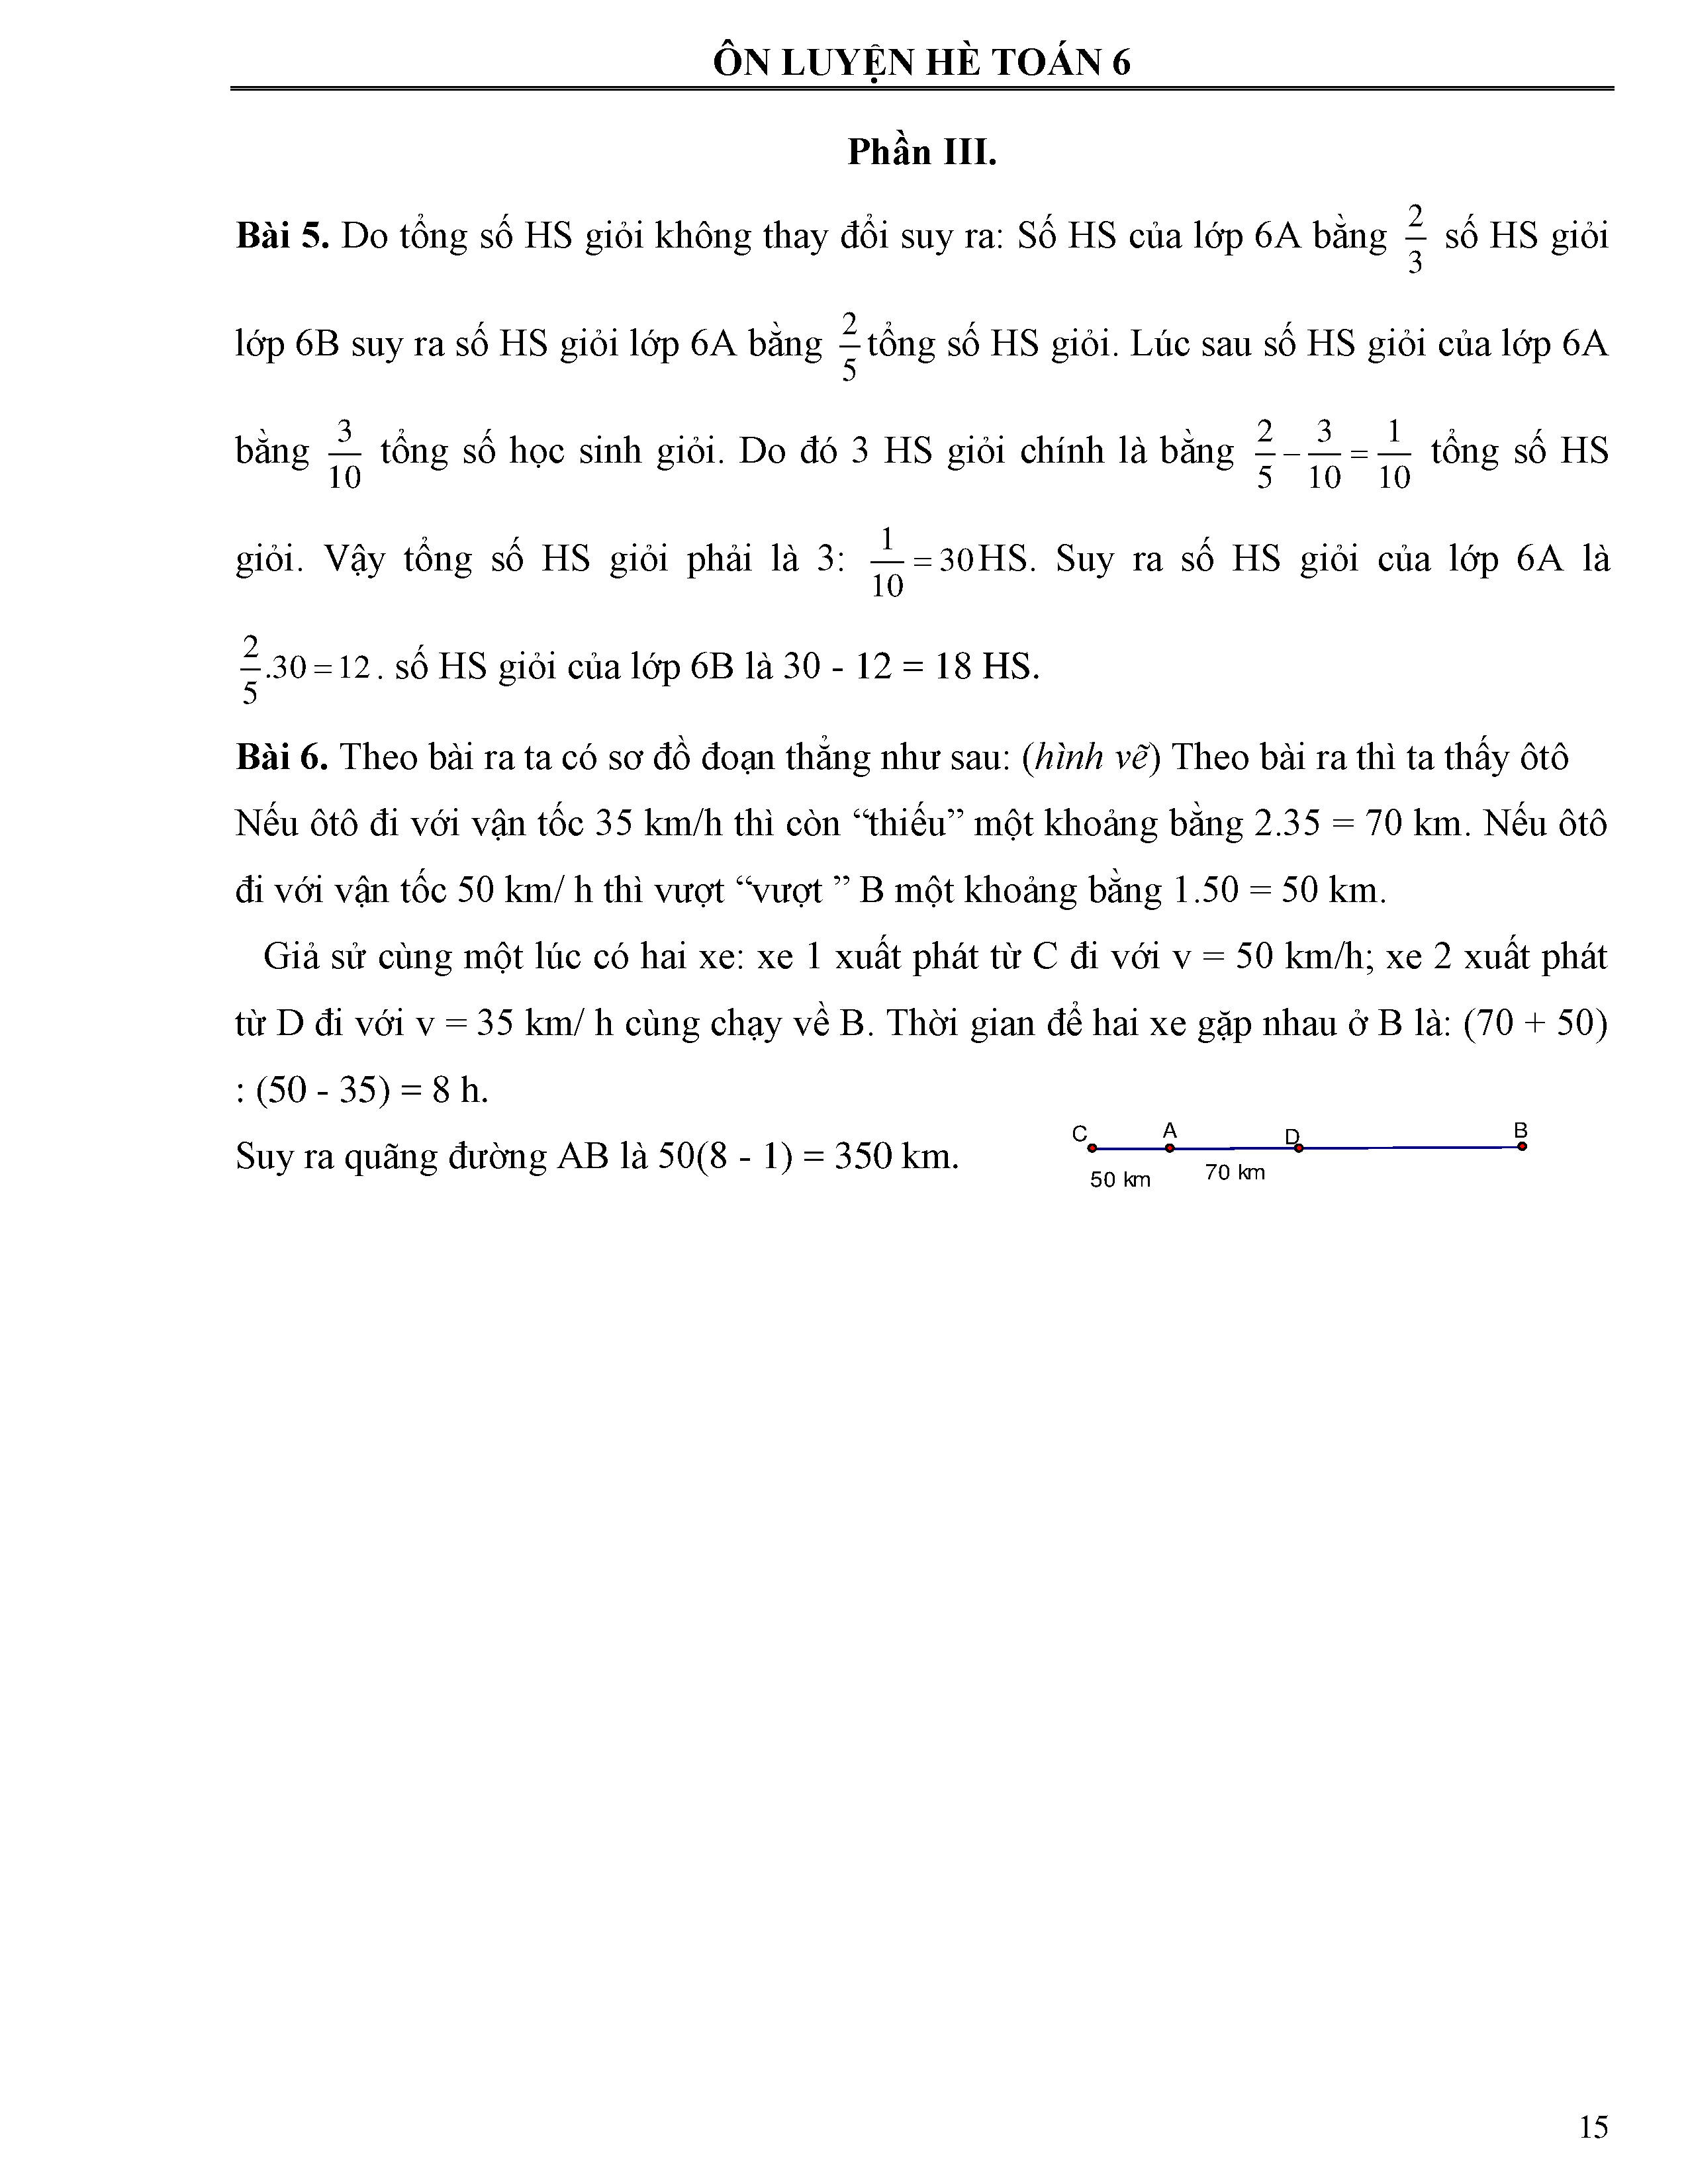 ÔN LUYỆN HÈ TOÁN 6
Phần III.
Bài 5. Do tổng số HS giỏi không thay đổi suy ra: Số HS của lớp 6A bằng 2/3 số HS giỏi
lớp 6B suy ra số HS giỏi lớp 6A bằng 2/5 tổng số HS giỏi. Lúc sau số HS giỏi của lớp 6A
bằng 3/10 tổng số học sinh giỏi. Do đó 3 HS giỏi chính là bằng 2/5 − 3/10 = 1/10 tổng số HS
giỏi. Vậy tổng số HS giỏi phải là 3: 1/10 = 30HS. Suy ra số HS giỏi của lớp 6A là
2/5 .30 = 12 . số HS giỏi của lớp 6B là 30 - 12 = 18 HS.
Bài 6. Theo bài ra ta có sơ đồ đoạn thẳng như sau: (hình vẽ) Theo bài ra thì ta thấy ôtô
Nếu ôtô đi với vận tốc 35 km/h thì còn “thiếu” một khoảng bằng 2.35 = 70 km. Nếu ôtô
đi với vận tốc 50 km/ h thì vượt “vượt ” B một khoảng bằng 1.50 = 50 km.
Giả sử cùng một lúc có hai xe: xe 1 xuất phát từ C đi với v = 50 km/h; xe 2 xuất phát
từ D đi với v = 35 km/ h cùng chạy về B. Thời gian để hai xe gặp nhau ở B là: (70 + 50)
: (50 - 35) = 8 h.
Suy ra quãng đường AB là 50(8 - 1) = 350 km.
C A D B
50 km 70 km
15